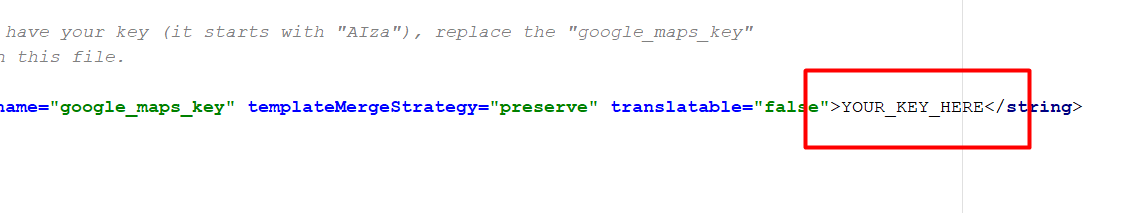 have your key (it starts with "AIza"), replace the "google_maps_key"
this file.
name="google_maps_key" templateMergeStrategy="preserve" translatable="false">YOUR_KEY_HERE</string>